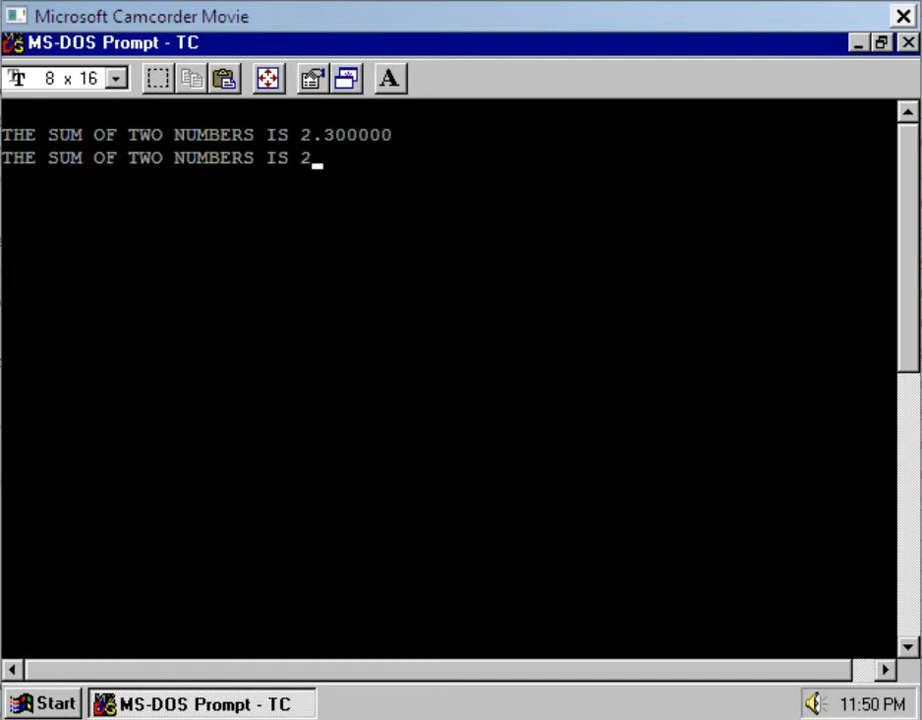 Microsoft Camcorder Movie
MS-DOS Prompt - TC
8 x 16
A
THE SUM OF TWO NUMBERS IS 2.300000
THE SUM OF TWO NUMBERS IS 2
Start
MS-DOS Prompt - TC
11:50 PM